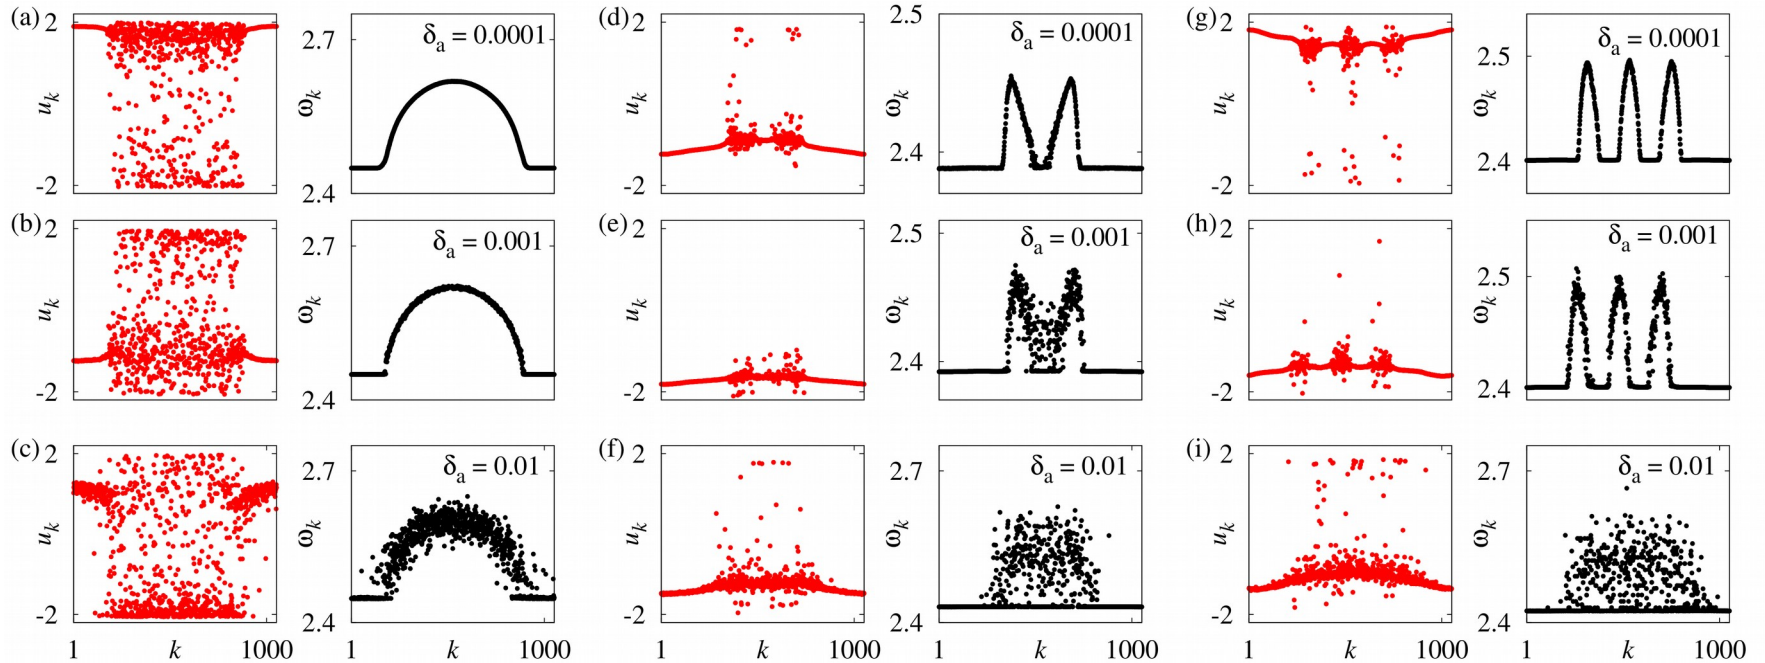 (a) 2 u_k -2 2.7 ω_k 2.4 δ_a = 0.0001
(d) 2 u_k -2 2.5 ω_k 2.4 δ_a = 0.0001
(g) 2 u_k -2 2.5 ω_k 2.4 δ_a = 0.0001
(b) 2 u_k -2 2.7 ω_k 2.4 δ_a = 0.001
(e) 2 u_k -2 2.5 ω_k 2.4 δ_a = 0.001
(h) 2 u_k -2 2.5 ω_k 2.4 δ_a = 0.001
(c) 2 u_k -2 2.7 ω_k 2.4 δ_a = 0.01
1 k 1000 1 k 1000
(f) 2 u_k -2 2.7 ω_k 2.4 δ_a = 0.01
1 k 1000 1 k 1000
(i) 2 u_k -2 2.7 ω_k 2.4 δ_a = 0.01
1 k 1000 1 k 1000